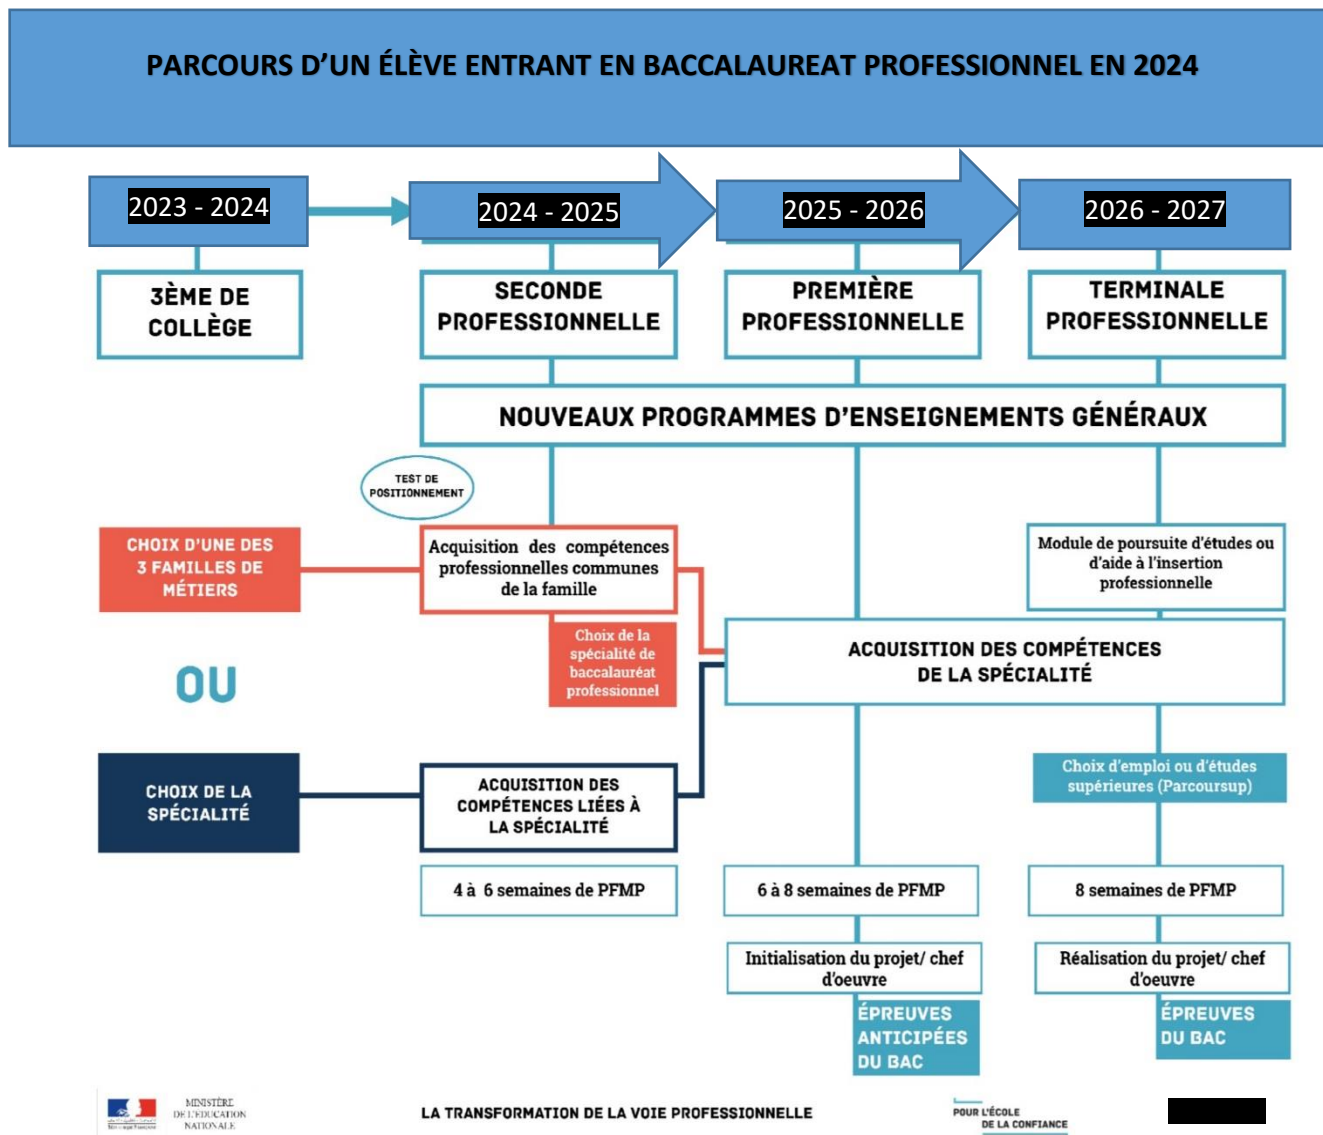 PARCOURS D'UN ÉLÈVE ENTRANT EN BACCALAUREAT PROFESSIONNEL EN 2024
2023 - 2024
2024 - 2025
2025 - 2026
2026 - 2027
3ÈME DE
COLLÈGE
SECONDE
PROFESSIONNELLE
PREMIÈRE
PROFESSIONNELLE
TERMINALE
PROFESSIONNELLE
NOUVEAUX PROGRAMMES D'ENSEIGNEMENTS GÉNÉRAUX
TEST DE
POSITIONNEMENT
CHOIX D'UNE DES
3 FAMILLES DE
MÉTIERS
Acquisition des compétences
professionnelles communes
de la famille
Module de poursuite d'études ou
d'aide à l'insertion
professionnelle
Choix de la
spécialité de
baccalauréat
professionnel
ACQUISITION DES COMPÉTENCES
DE LA SPÉCIALITÉ
OU
CHOIX DE LA
SPÉCIALITÉ
ACQUISITION DES
COMPÉTENCES LIÉES À
LA SPÉCIALITÉ
Choix d'emploi ou d'études
supérieures (Parcoursup)
4 à 6 semaines de PFMP
6 à 8 semaines de PFMP
8 semaines de PFMP
Initialisation du projet/ chef
d'oeuvre
Réalisation du projet/ chef
d'oeuvre
ÉPREUVES
ANTICIPÉES
DU BAC
ÉPREUVES
DU BAC
MINISTÈRE
DE L'EDUCATION
NATIONALE
LA TRANSFORMATION DE LA VOIE PROFESSIONNELLE
POUR L'ÉCOLE
DE LA CONFIANCE